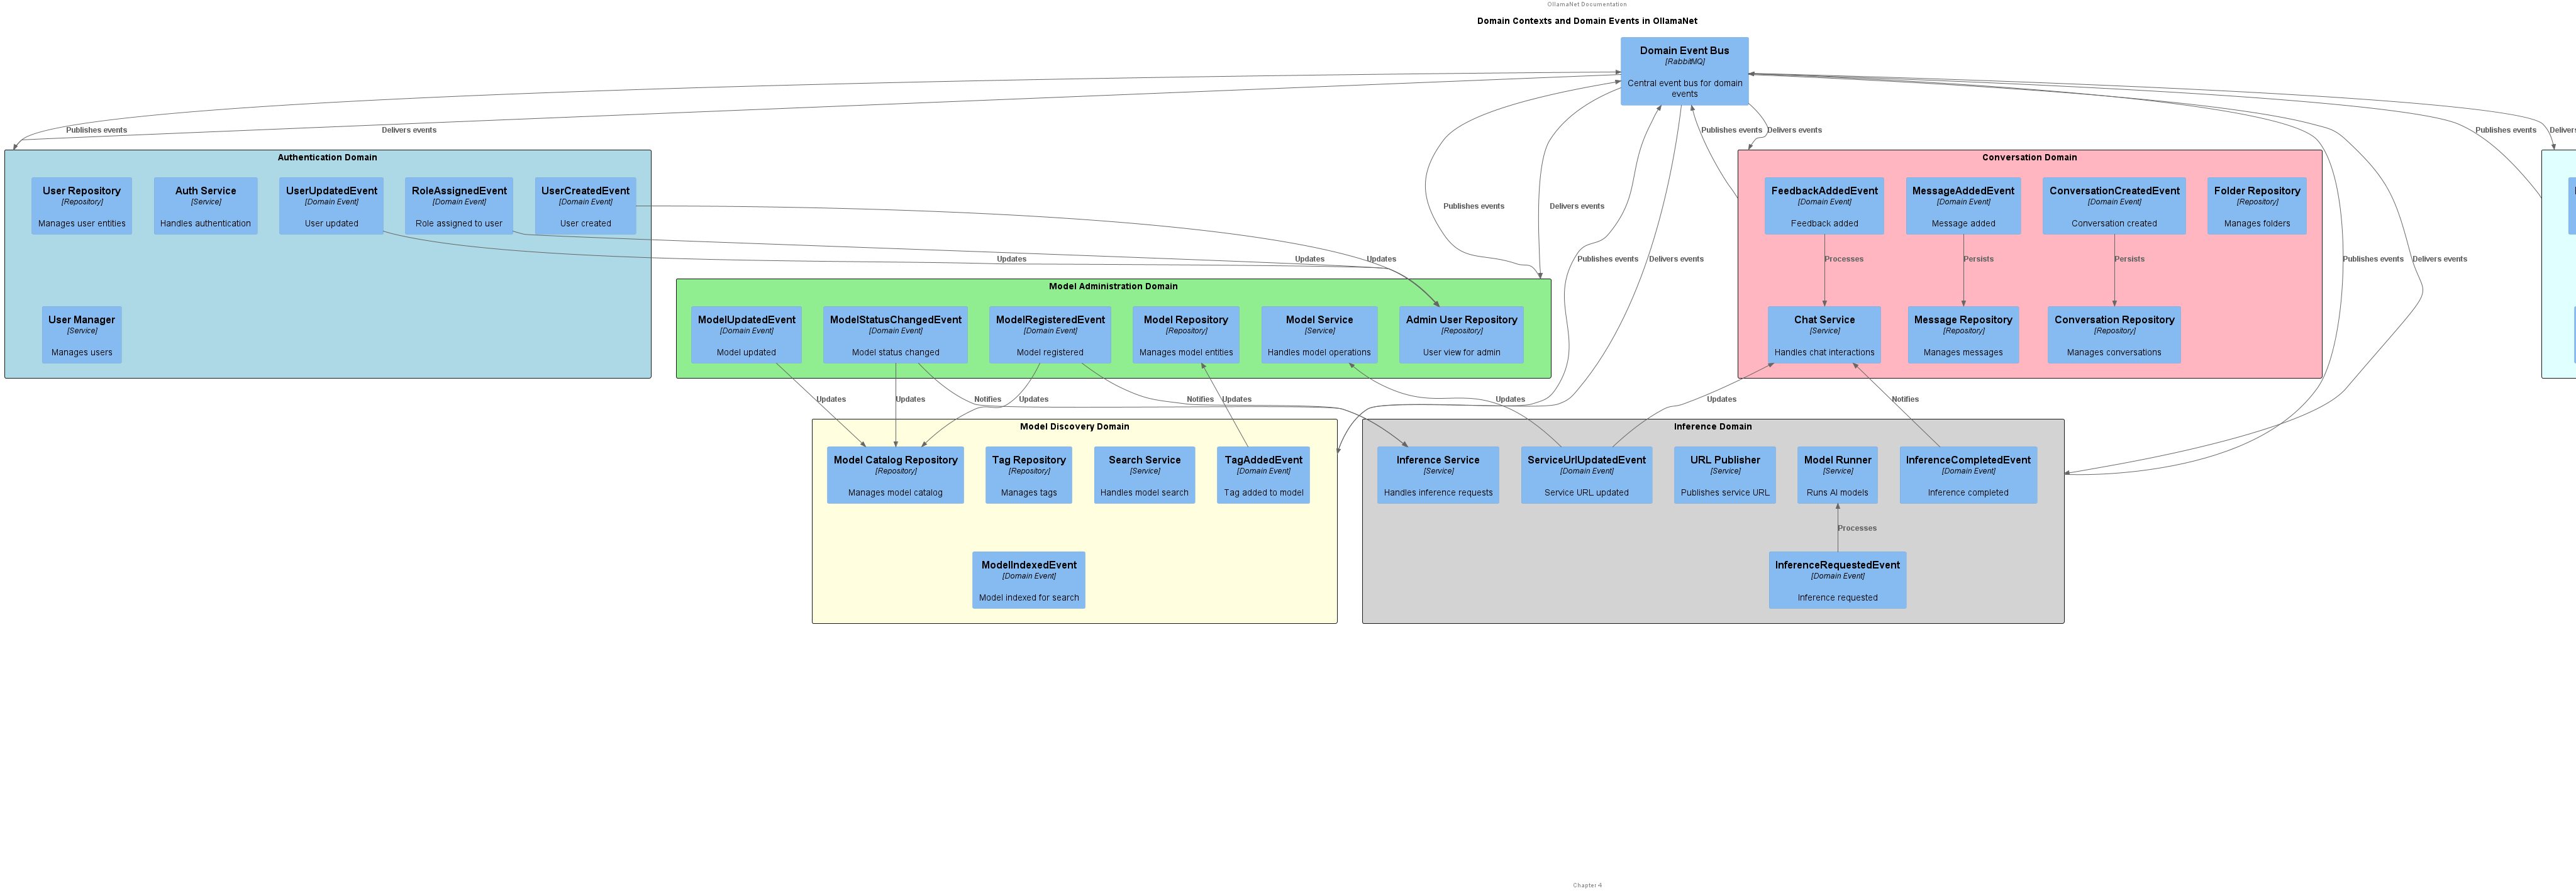 OllamaNet Documentation
Domain Contexts and Domain Events in OllamaNet
Domain Event Bus
[RabbitMQ]
Central event bus for domain
events
Publishes events
Delivers events
Publishes events
Delivers events
Publishes events
Delivers
Authentication Domain
User Repository
[Repository]
Manages user entities
Auth Service
[Service]
Handles authentication
UserUpdatedEvent
[Domain Event]
User updated
RoleAssignedEvent
[Domain Event]
Role assigned to user
UserCreatedEvent
[Domain Event]
User created
User Manager
[Service]
Manages users
Publishes events
Delivers events
Conversation Domain
FeedbackAddedEvent
[Domain Event]
Feedback added
MessageAddedEvent
[Domain Event]
Message added
ConversationCreatedEvent
[Domain Event]
Conversation created
Folder Repository
[Repository]
Manages folders
Processes
Persists
Persists
Chat Service
[Service]
Handles chat interactions
Message Repository
[Repository]
Manages messages
Conversation Repository
[Repository]
Manages conversations
Updates
Updates
Updates
Publishes events
Delivers events
Publishes events
Delivers events
Model Administration Domain
ModelUpdatedEvent
[Domain Event]
Model updated
ModelStatusChangedEvent
[Domain Event]
Model status changed
ModelRegisteredEvent
[Domain Event]
Model registered
Model Repository
[Repository]
Manages model entities
Model Service
[Service]
Handles model operations
Admin User Repository
[Repository]
User view for admin
Updates
Updates
Notifies
Updates
Notifies
Updates
Updates
Updates
Notifies
Model Discovery Domain
Model Catalog Repository
[Repository]
Manages model catalog
Tag Repository
[Repository]
Manages tags
Search Service
[Service]
Handles model search
TagAddedEvent
[Domain Event]
Tag added to model
ModelIndexedEvent
[Domain Event]
Model indexed for search
Inference Domain
Inference Service
[Service]
Handles inference requests
ServiceUrlUpdatedEvent
[Domain Event]
Service URL updated
URL Publisher
[Service]
Publishes service URL
Model Runner
[Service]
Runs AI models
InferenceCompletedEvent
[Domain Event]
Inference completed
Processes
InferenceRequestedEvent
[Domain Event]
Inference requested
Chapter 4